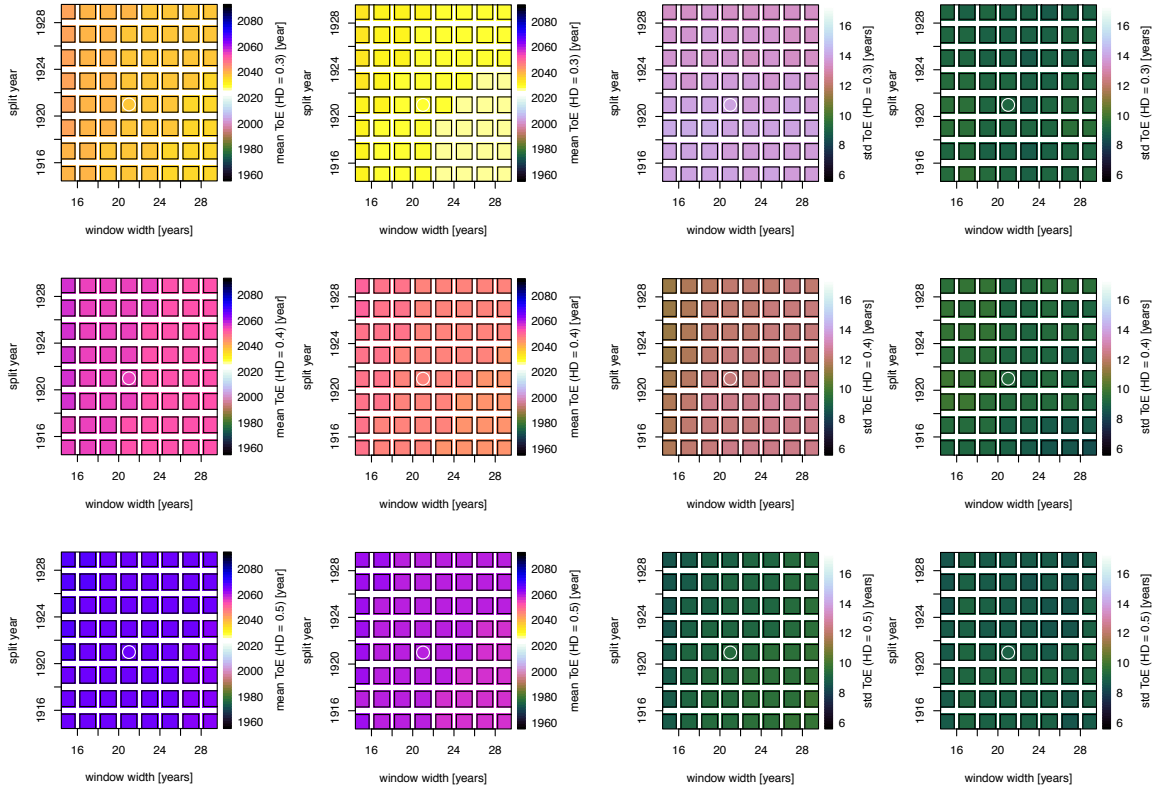 split year
1928
1924
1920
1916
16 20 24 28
window width [years]
2080
2060
2040
2020
2000
1980
1960
mean ToE (HD = 0.3) [year]
split year
1928
1924
1920
1916
16 20 24 28
window width [years]
2080
2060
2040
2020
2000
1980
1960
mean ToE (HD = 0.3) [year]
split year
1928
1924
1920
1916
16 20 24 28
window width [years]
16
14
12
10
8
6
std ToE (HD = 0.3) [years]
split year
1928
1924
1920
1916
16 20 24 28
window width [years]
16
14
12
10
8
6
std ToE (HD = 0.3) [years]
split year
1928
1924
1920
1916
16 20 24 28
window width [years]
2080
2060
2040
2020
2000
1980
1960
mean ToE (HD = 0.4) [year]
split year
1928
1924
1920
1916
16 20 24 28
window width [years]
2080
2060
2040
2020
2000
1980
1960
mean ToE (HD = 0.4) [year]
split year
1928
1924
1920
1916
16 20 24 28
window width [years]
16
14
12
10
8
6
std ToE (HD = 0.4) [years]
split year
1928
1924
1920
1916
16 20 24 28
window width [years]
16
14
12
10
8
6
std ToE (HD = 0.4) [years]
split year
1928
1924
1920
1916
16 20 24 28
window width [years]
2080
2060
2040
2020
2000
1980
1960
mean ToE (HD = 0.5) [year]
split year
1928
1924
1920
1916
16 20 24 28
window width [years]
2080
2060
2040
2020
2000
1980
1960
mean ToE (HD = 0.5) [year]
split year
1928
1924
1920
1916
16 20 24 28
window width [years]
16
14
12
10
8
6
std ToE (HD = 0.5) [years]
split year
1928
1924
1920
1916
16 20 24 28
window width [years]
16
14
12
10
8
6
std ToE (HD = 0.5) [years]